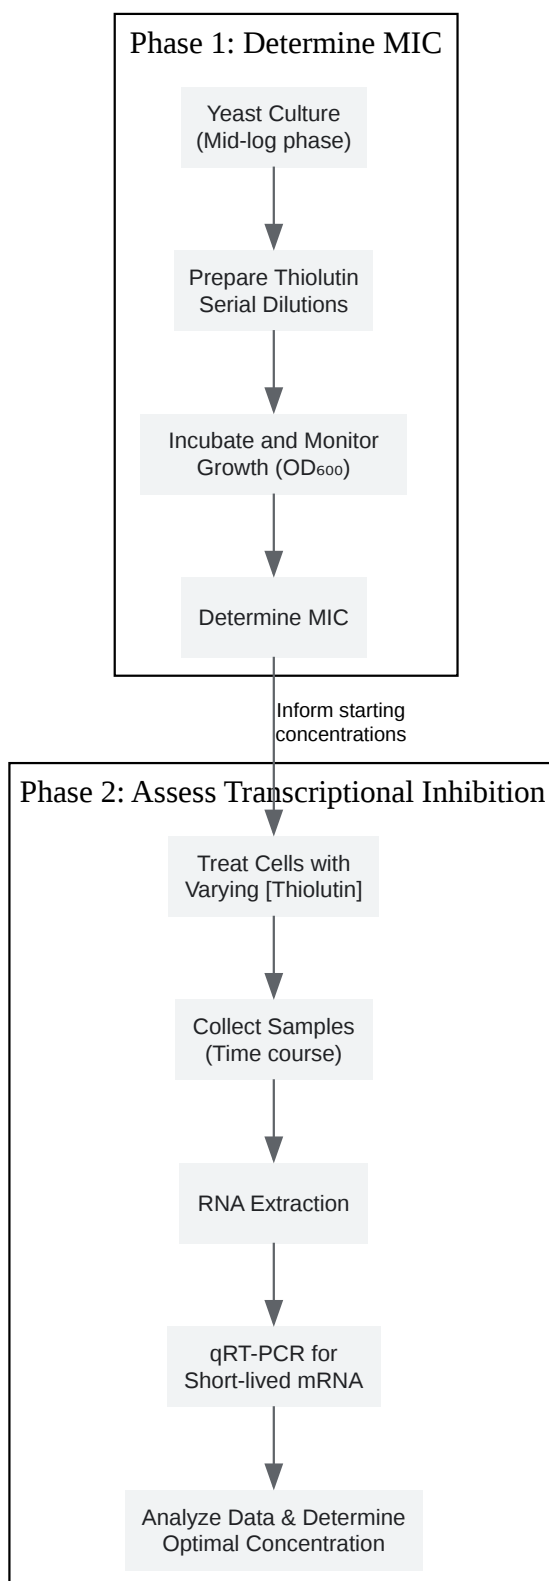 Phase 1: Determine MIC
Yeast Culture
(Mid-log phase)
Prepare Thiolutin
Serial Dilutions
Incubate and Monitor
Growth (OD₆₀₀)
Determine MIC
Inform starting
concentrations
Phase 2: Assess Transcriptional Inhibition
Treat Cells with
Varying [Thiolutin]
Collect Samples
(Time course)
RNA Extraction
qRT-PCR for
Short-lived mRNA
Analyze Data & Determine
Optimal Concentration